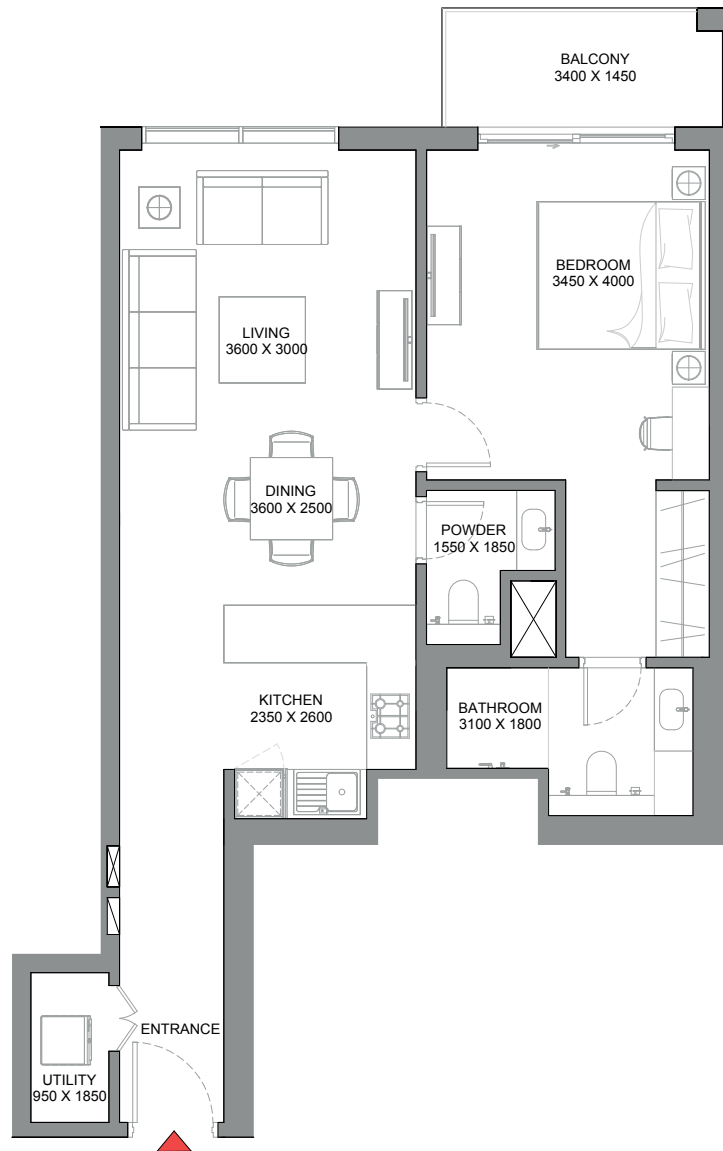 BALCONY
3400 X 1450
BEDROOM
3450 X 4000
LIVING
3600 X 3000
DINING
3600 X 2500
POWDER
1550 X 1850
KITCHEN
2350 X 2600
BATHROOM
3100 X 1800
ENTRANCE
UTILITY
950 X 1850